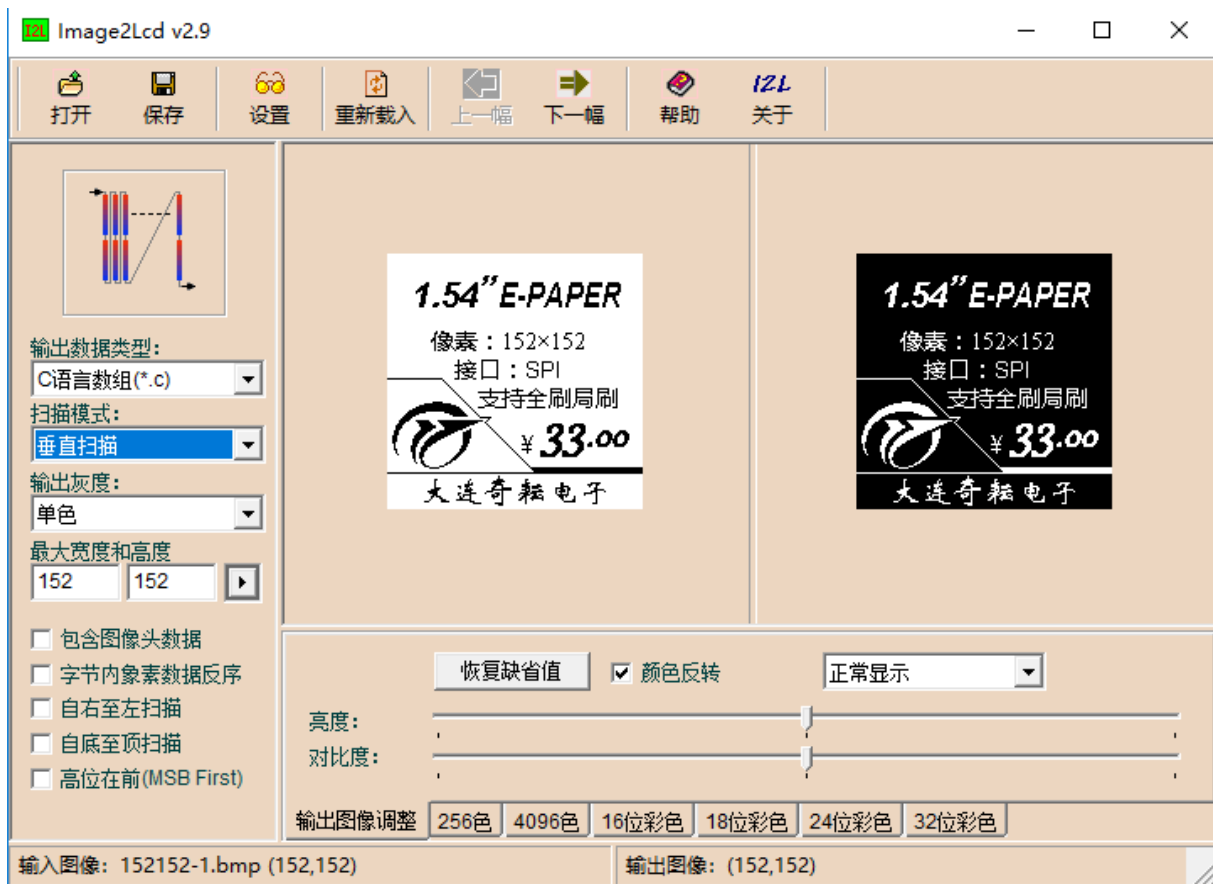 I2L Image2Lcd v2.9
打开 保存 设置 重新载入 上一幅 下一幅 帮助 I2L 关于
输出数据类型:
C语言数组(*.c)
扫描模式:
垂直扫描
输出灰度:
单色
最大宽度和高度
152 152
包含图像头数据
字节内象素数据反序
自右至左扫描
自底至顶扫描
高位在前(MSB First)
1.54”E-PAPER
像素：152×152
接口：SPI
支持全刷局刷
¥33.00
大连奇耘电子
1.54”E-PAPER
像素：152×152
接口：SPI
支持全刷局刷
¥33.00
大连奇耘电子
恢复缺省值 颜色反转 正常显示
亮度:
对比度:
输出图像调整 256色 4096色 16位彩色 18位彩色 24位彩色 32位彩色
输入图像: 152152-1.bmp (152,152) 输出图像: (152,152)